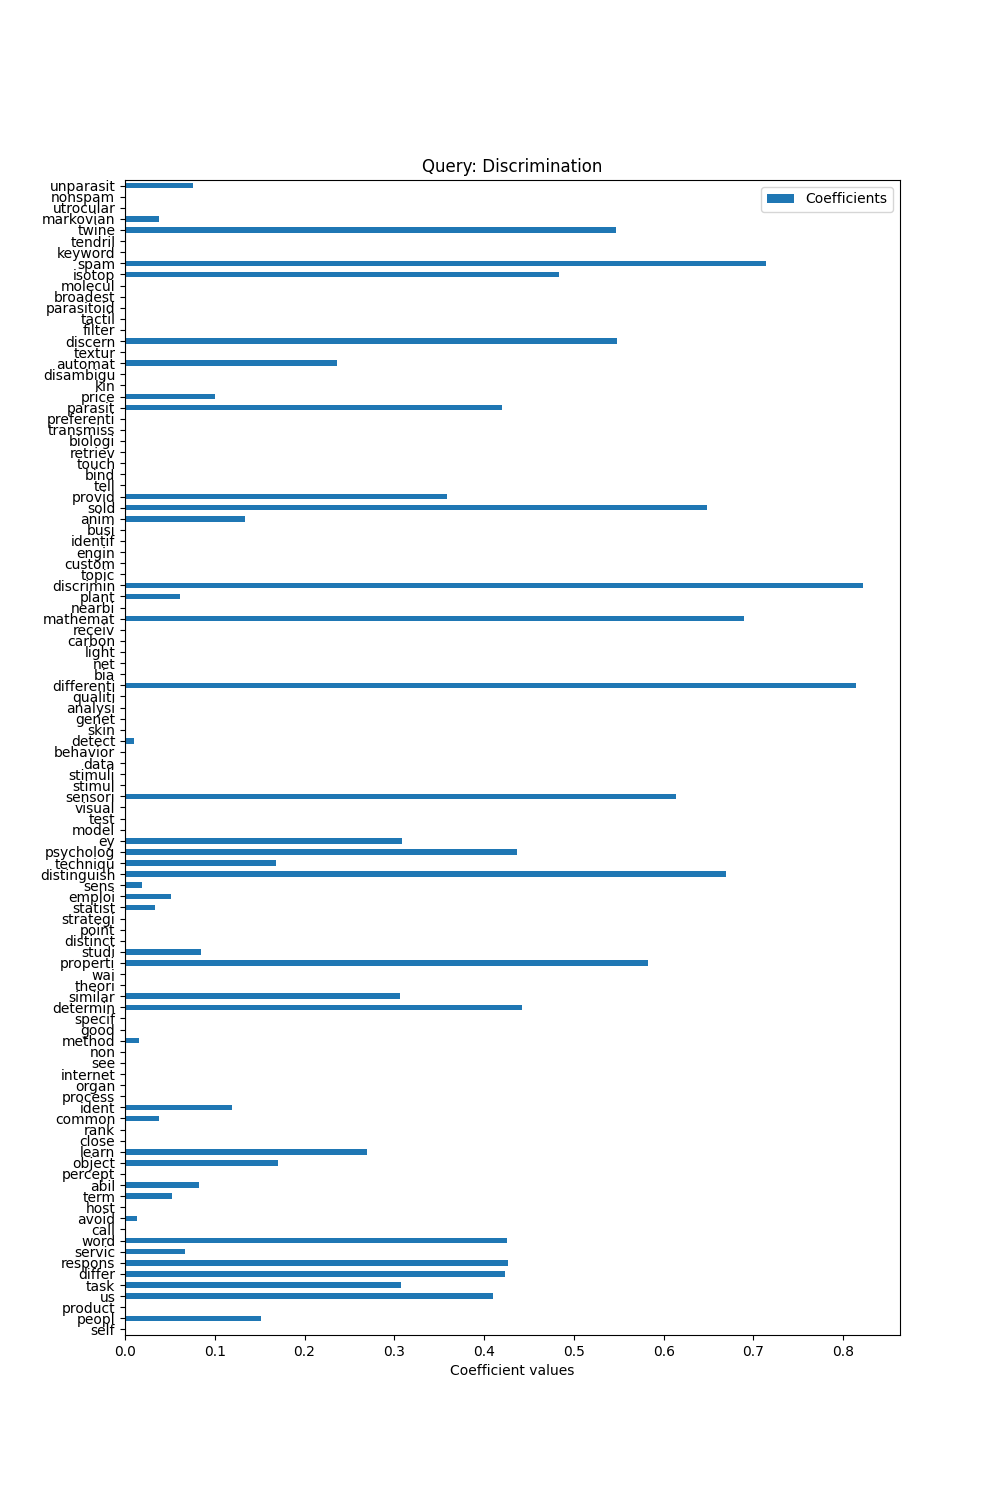 Query: Discrimination
Coefficients
unparasit
nonspam
utrocular
markovian
twine
tendril
keyword
spam
isotop
molecul
broadest
parasitoid
tactil
filter
discern
textur
automat
disambigu
kin
price
parasit
preferenti
transmiss
biologi
retriev
touch
bind
tell
provid
sold
anim
busi
identif
engin
custom
topic
discrimin
plant
nearbi
mathemat
receiv
carbon
light
net
bia
differenti
qualiti
analysi
genet
skin
detect
behavior
data
stimuli
stimul
sensori
visual
test
model
ey
psycholog
techniqu
distinguish
sens
emploi
statist
strategi
point
distinct
studi
properti
wai
theori
similar
determin
specif
good
method
non
see
internet
organ
process
ident
common
rank
close
learn
object
percept
abil
term
host
avoid
call
word
servic
respons
differ
task
us
product
peopl
self
0.0 0.1 0.2 0.3 0.4 0.5 0.6 0.7 0.8
Coefficient values